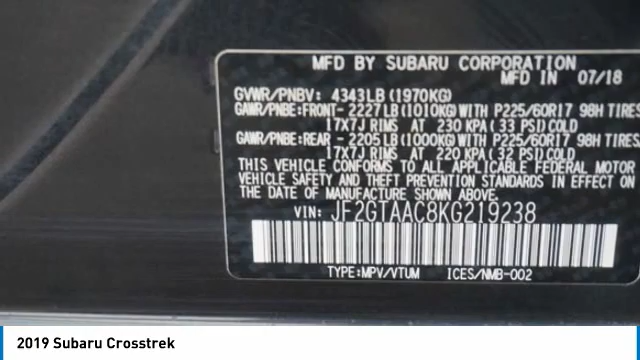 MFD BY SUBARU CORPORATION
MFD IN 07/18
GVWR/PNBV: 4343LB (1970KG)
GAWR/PNBE:FRONT- 2227LB (1010KG) WITH P225/60R17 98H TIRES
17X7J RIMS AT 230 KPA (33 PSI) COLD
GAWR/PNBE:REAR - 2205LB (1000KG) WITH P225/60R17 98H TIRES,
17X7J RIMS AT 220 KPA (32 PSI) COLD
THIS VEHICLE CONFORMS TO ALL APPLICABLE FEDERAL MOTOR
VEHICLE SAFETY AND THEFT PREVENTION STANDARDS IN EFFECT ON
THE DATE OF MANUFACTURE SHOWN ABOVE.
VIN: JF2GTAAC8KG219238
TYPE:MPV/VTUM ICES/NMB-002
2019 Subaru Crosstrek